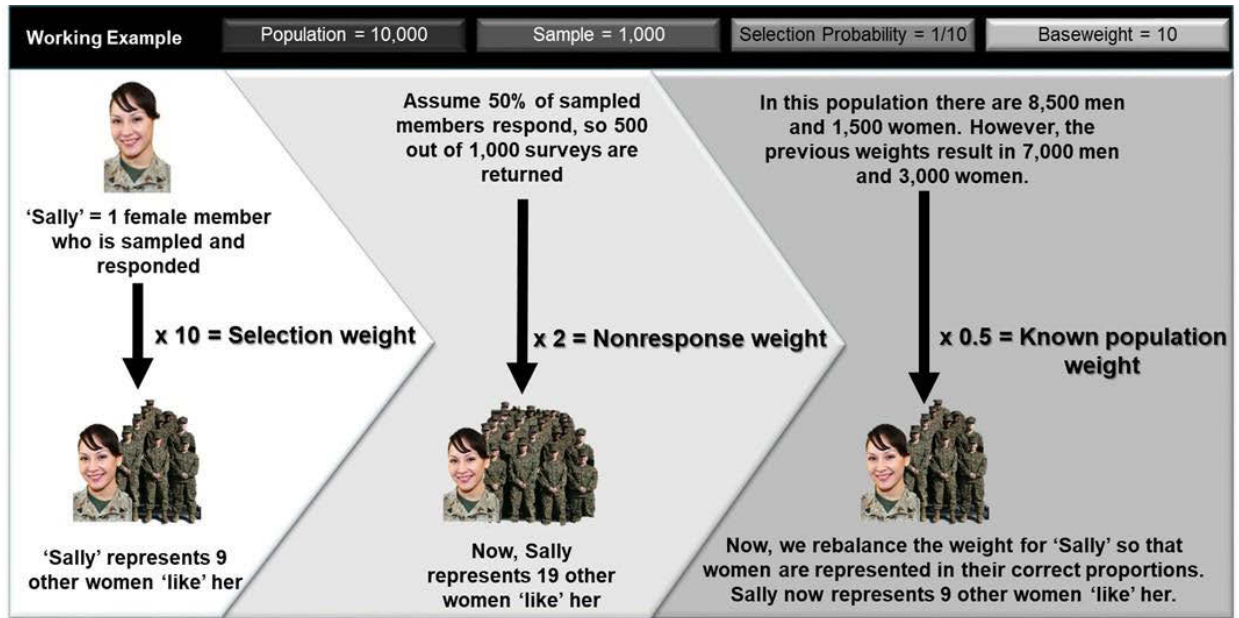 Working Example
Population = 10,000
Sample = 1,000
Selection Probability = 1/10
Baseweight = 10
‘Sally’ = 1 female member
who is sampled and
responded
x 10 = Selection weight
‘Sally’ represents 9
other women ‘like’ her
Assume 50% of sampled
members respond, so 500
out of 1,000 surveys are
returned
x 2 = Nonresponse weight
Now, Sally
represents 19 other
women ‘like’ her
In this population there are 8,500 men
and 1,500 women. However, the
previous weights result in 7,000 men
and 3,000 women.
x 0.5 = Known population
weight
Now, we rebalance the weight for ‘Sally’ so that
women are represented in their correct proportions.
Sally now represents 9 other women ‘like’ her.